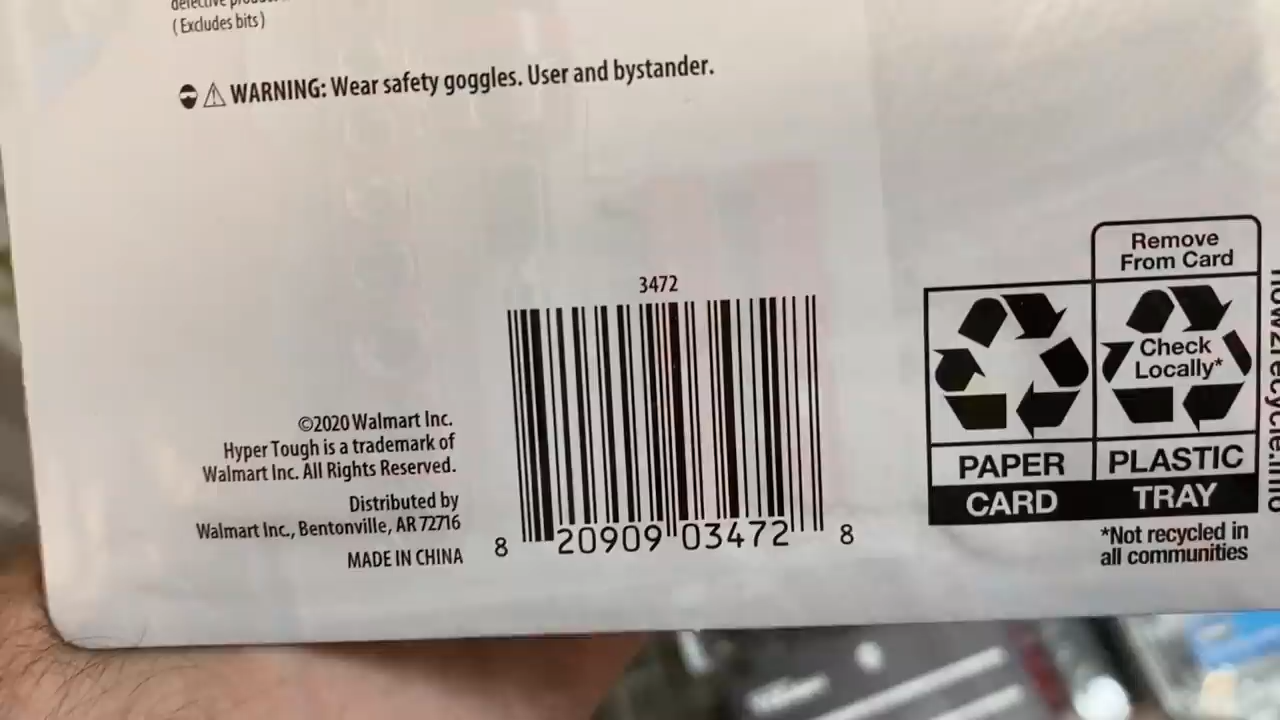 (Excludes bits)
WARNING: Wear safety goggles. User and bystander.
3472
©2020 Walmart Inc.
Hyper Tough is a trademark of
Walmart Inc. All Rights Reserved.
Distributed by
Walmart Inc., Bentonville, AR 72716
MADE IN CHINA
8 20909 03472 8
Remove
From Card
Check
Locally*
PAPER
CARD
PLASTIC
TRAY
*Not recycled in
all communities